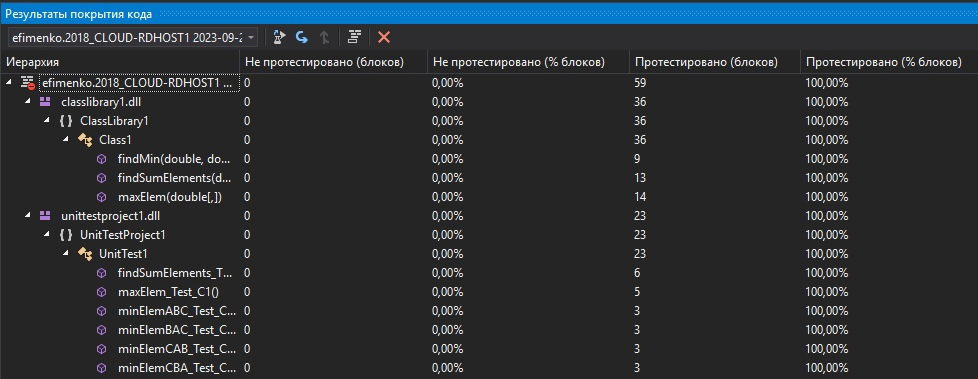 Результаты покрытия кода
efimenko.2018_CLOUD-RDHOST1 2023-09-2
Иерархия Не протестировано (блоков) Не протестировано (% блоков) Протестировано (блоков) Протестировано (% блоков)
efimenko.2018_CLOUD-RDHOST1 ... 0 0,00% 59 100,00%
classlibrary1.dll 0 0,00% 36 100,00%
{ } ClassLibrary1 0 0,00% 36 100,00%
Class1 0 0,00% 36 100,00%
findMin(double, do... 0 0,00% 9 100,00%
findSumElements(d... 0 0,00% 13 100,00%
maxElem(double[,]) 0 0,00% 14 100,00%
unittestproject1.dll 0 0,00% 23 100,00%
{ } UnitTestProject1 0 0,00% 23 100,00%
UnitTest1 0 0,00% 23 100,00%
findSumElements_T... 0 0,00% 6 100,00%
maxElem_Test_C1() 0 0,00% 5 100,00%
minElemABC_Test_C... 0 0,00% 3 100,00%
minElemBAC_Test_C... 0 0,00% 3 100,00%
minElemCAB_Test_C... 0 0,00% 3 100,00%
minElemCBA_Test_C... 0 0,00% 3 100,00%